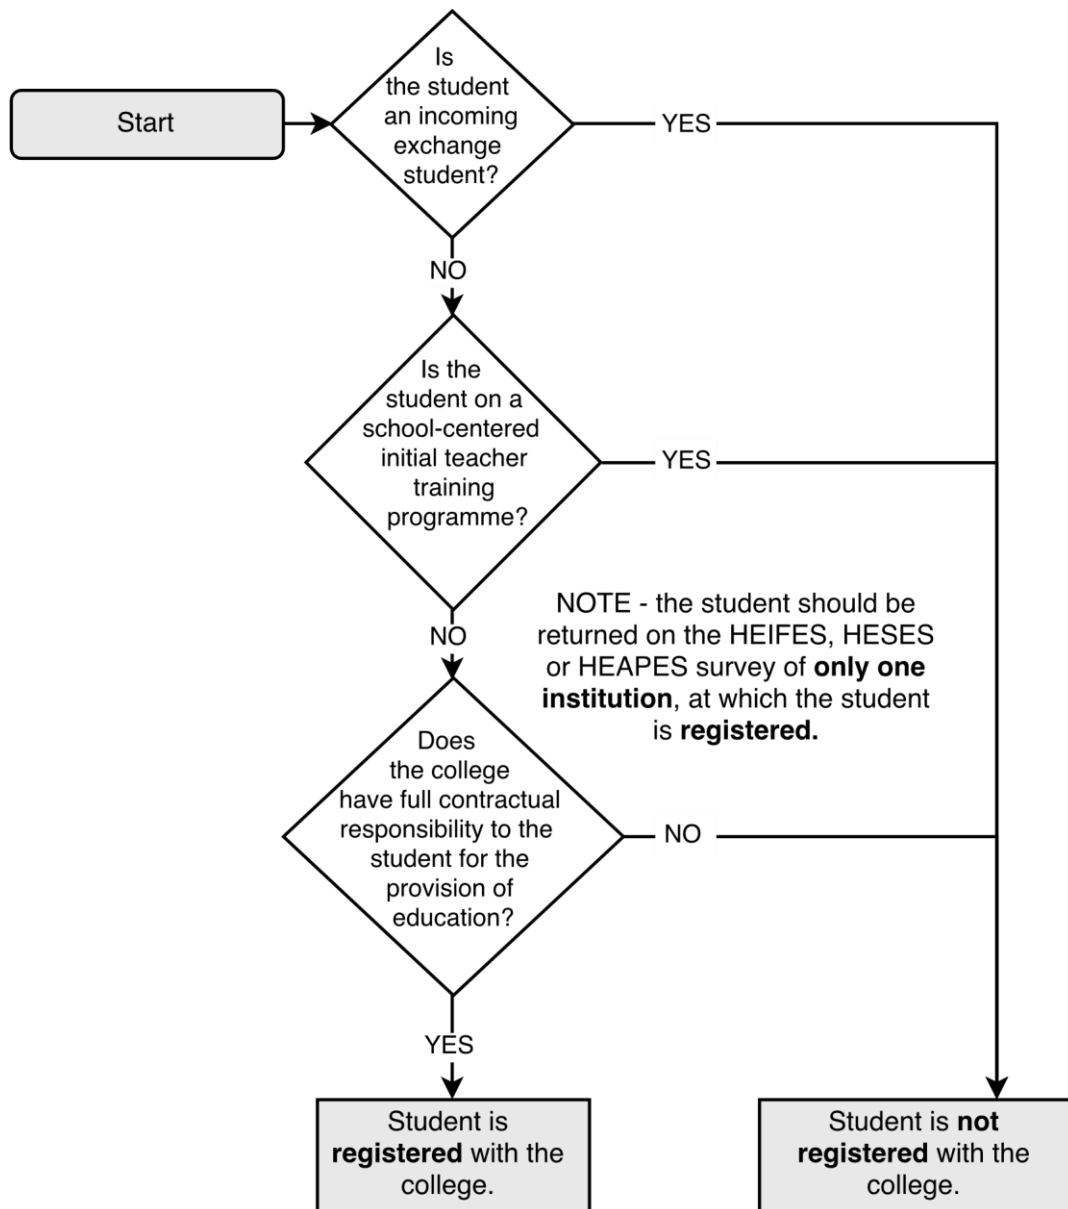 Start
Is
the student
an incoming
exchange
student?
YES
NO
Is the
student on a
school-centered
initial teacher
training
programme?
YES
NO
NOTE - the student should be
returned on the HEIFES, HESES
or HEAPES survey of only one
institution, at which the student
is registered.
Does
the college
have full contractual
responsibility to the
student for the
provision of
education?
NO
YES
Student is
registered with the
college.
Student is not
registered with the
college.